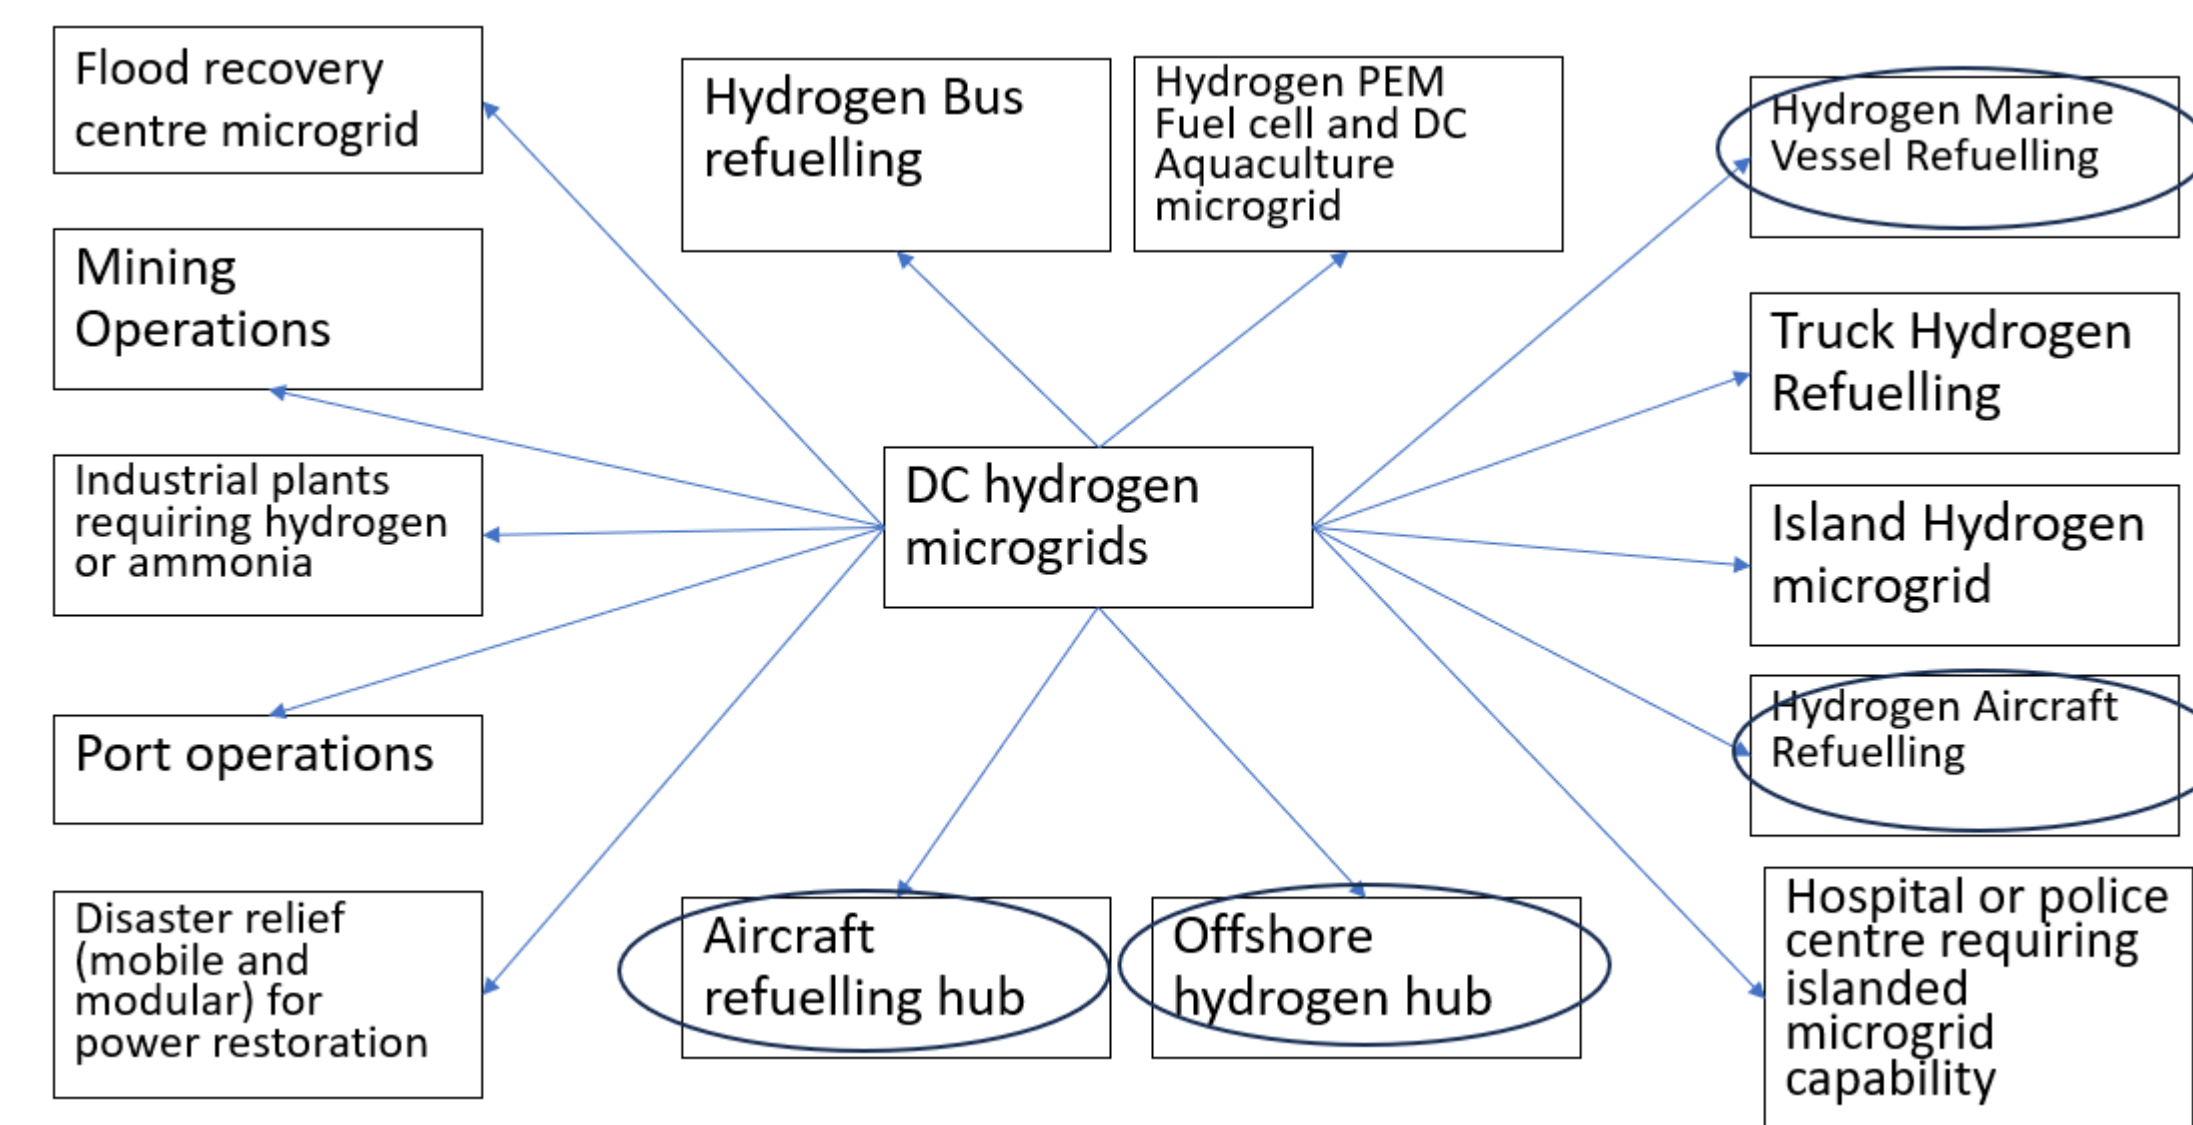 Flood recovery
centre microgrid
Hydrogen Bus
refuelling
Hydrogen PEM
Fuel cell and DC
Aquaculture
microgrid
Hydrogen Marine
Vessel Refuelling
Mining
Operations
Truck Hydrogen
Refuelling
Industrial plants
requiring hydrogen
or ammonia
DC hydrogen
microgrids
Island Hydrogen
microgrid
Port operations
Hydrogen Aircraft
Refuelling
Disaster relief
(mobile and
modular) for
power restoration
Aircraft
refuelling hub
Offshore
hydrogen hub
Hospital or police
centre requiring
islanded
microgrid
capability